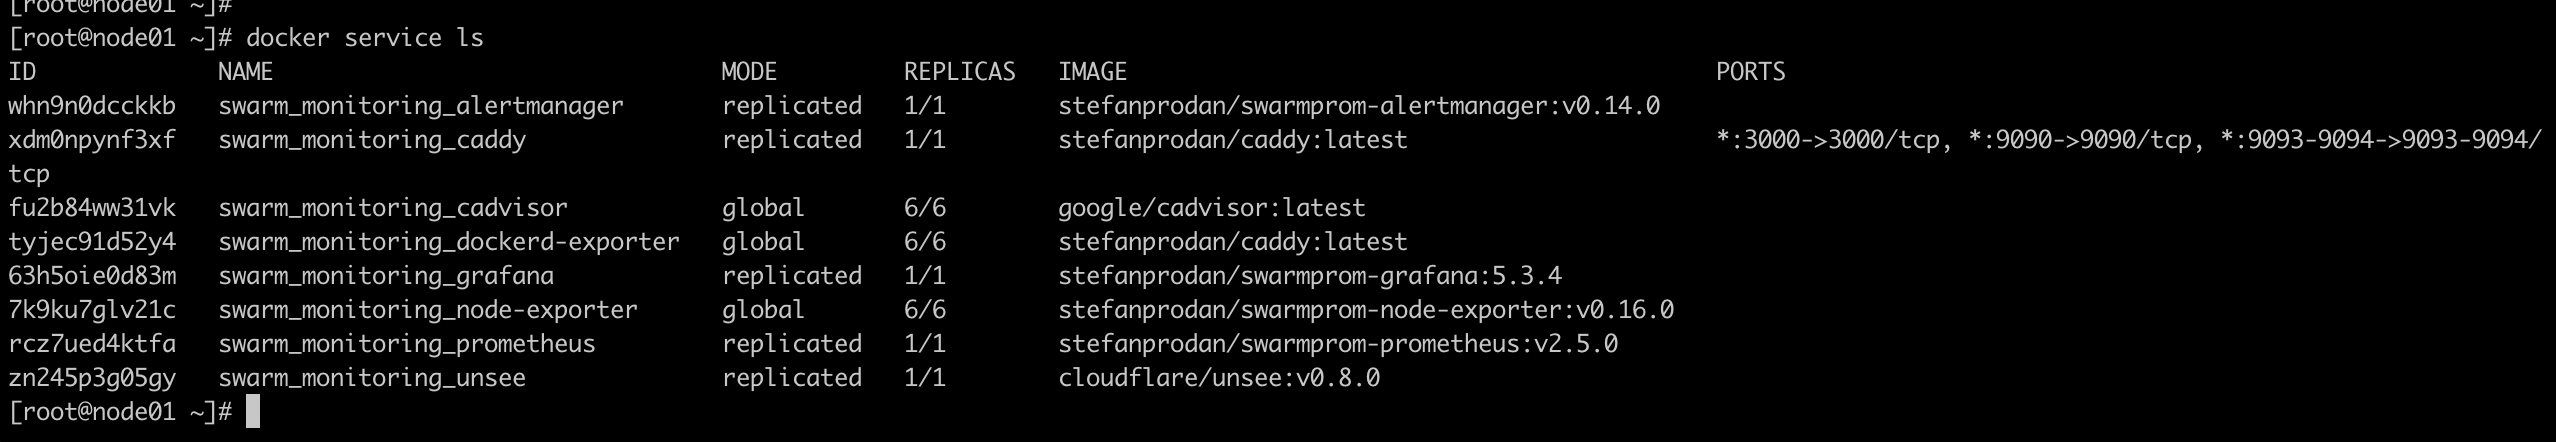 [root@node01 ~]#
[root@node01 ~]# docker service ls
ID NAME MODE REPLICAS IMAGE PORTS
whn9n0dcckkb swarm_monitoring_alertmanager replicated 1/1 stefanprodan/swarmprom-alertmanager:v0.14.0
xdm0npynf3xf swarm_monitoring_caddy replicated 1/1 stefanprodan/caddy:latest *:3000->3000/tcp, *:9090->9090/tcp, *:9093-9094->9093-9094/
tcp
fu2b84ww31vk swarm_monitoring_cadvisor global 6/6 google/cadvisor:latest
tyjec91d52y4 swarm_monitoring_dockerd-exporter global 6/6 stefanprodan/caddy:latest
63h5oie0d83m swarm_monitoring_grafana replicated 1/1 stefanprodan/swarmprom-grafana:5.3.4
7k9ku7glv21c swarm_monitoring_node-exporter global 6/6 stefanprodan/swarmprom-node-exporter:v0.16.0
rcz7ued4ktfa swarm_monitoring_prometheus replicated 1/1 stefanprodan/swarmprom-prometheus:v2.5.0
zn245p3g05gy swarm_monitoring_unsee replicated 1/1 cloudflare/unsee:v0.8.0
[root@node01 ~]#